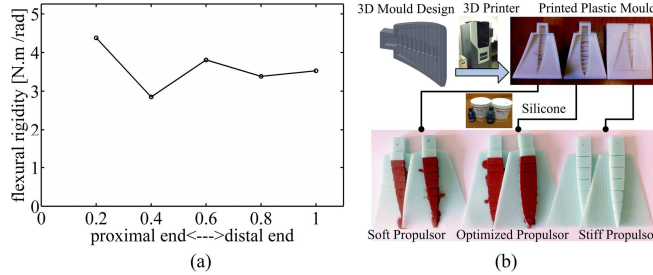 flexural rigidity [N.m /rad]
6
5
4
3
2
1
0
0 0.2 0.4 0.6 0.8 1
proximal end<--->distal end
(a)
3D Mould Design 3D Printer Printed Plastic Mould
Silicone
Soft Propulsor Optimized Propulsor Stiff Propulsor
(b)